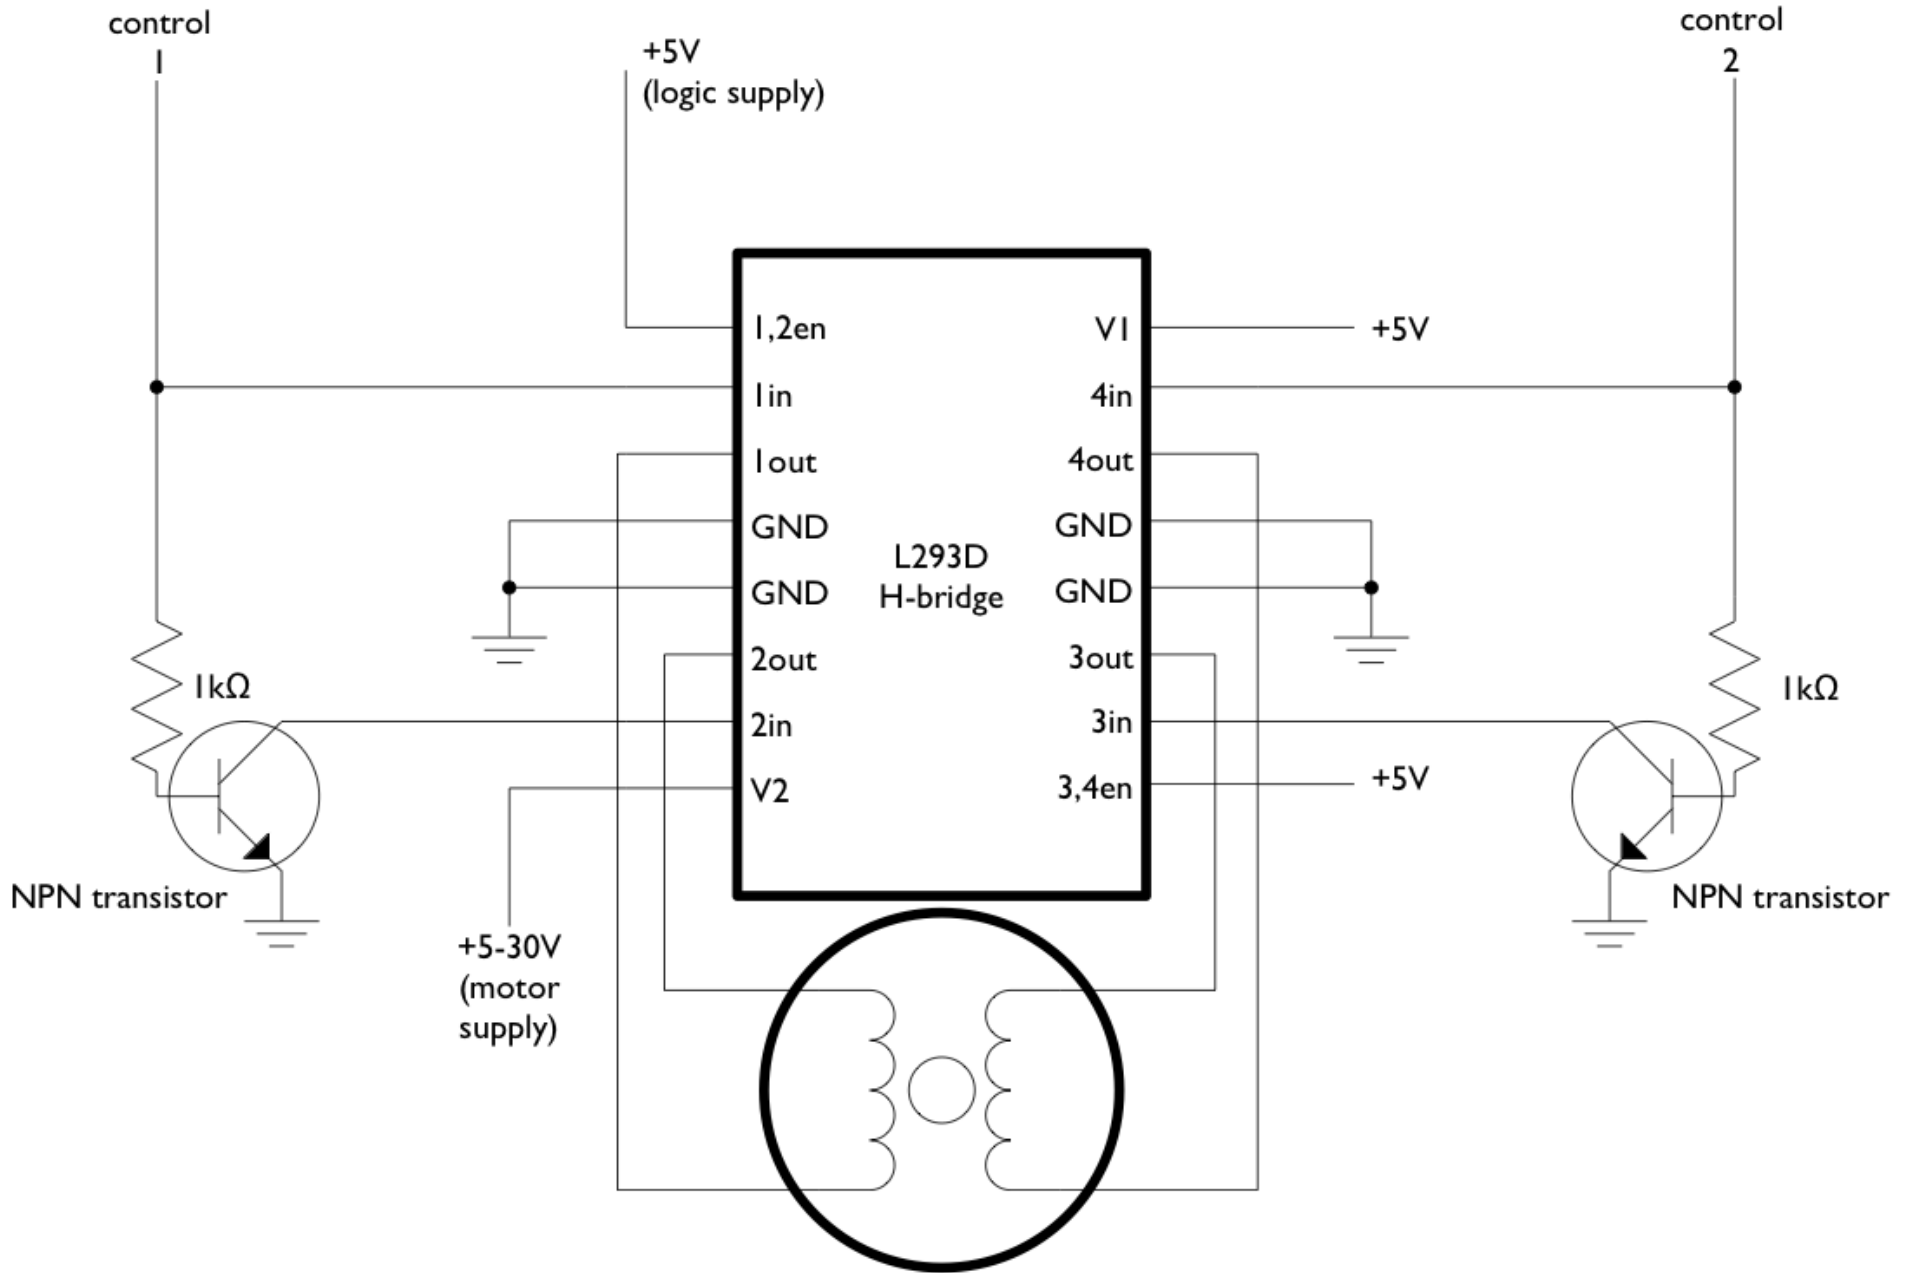 control
1
+5V
(logic supply)
control
2
1,2en
1in
1out
GND
GND
2out
2in
V2
L293D
H-bridge
V1
4in
4out
GND
GND
3out
3in
3,4en
+5V
+5V
1kΩ
NPN transistor
1kΩ
NPN transistor
+5-30V
(motor
supply)